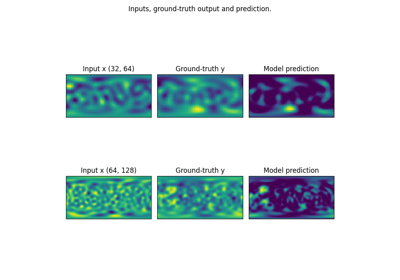 Inputs, ground-truth output and prediction.
Input x (32, 64) Ground-truth y Model prediction
Input x (64, 128) Ground-truth y Model prediction